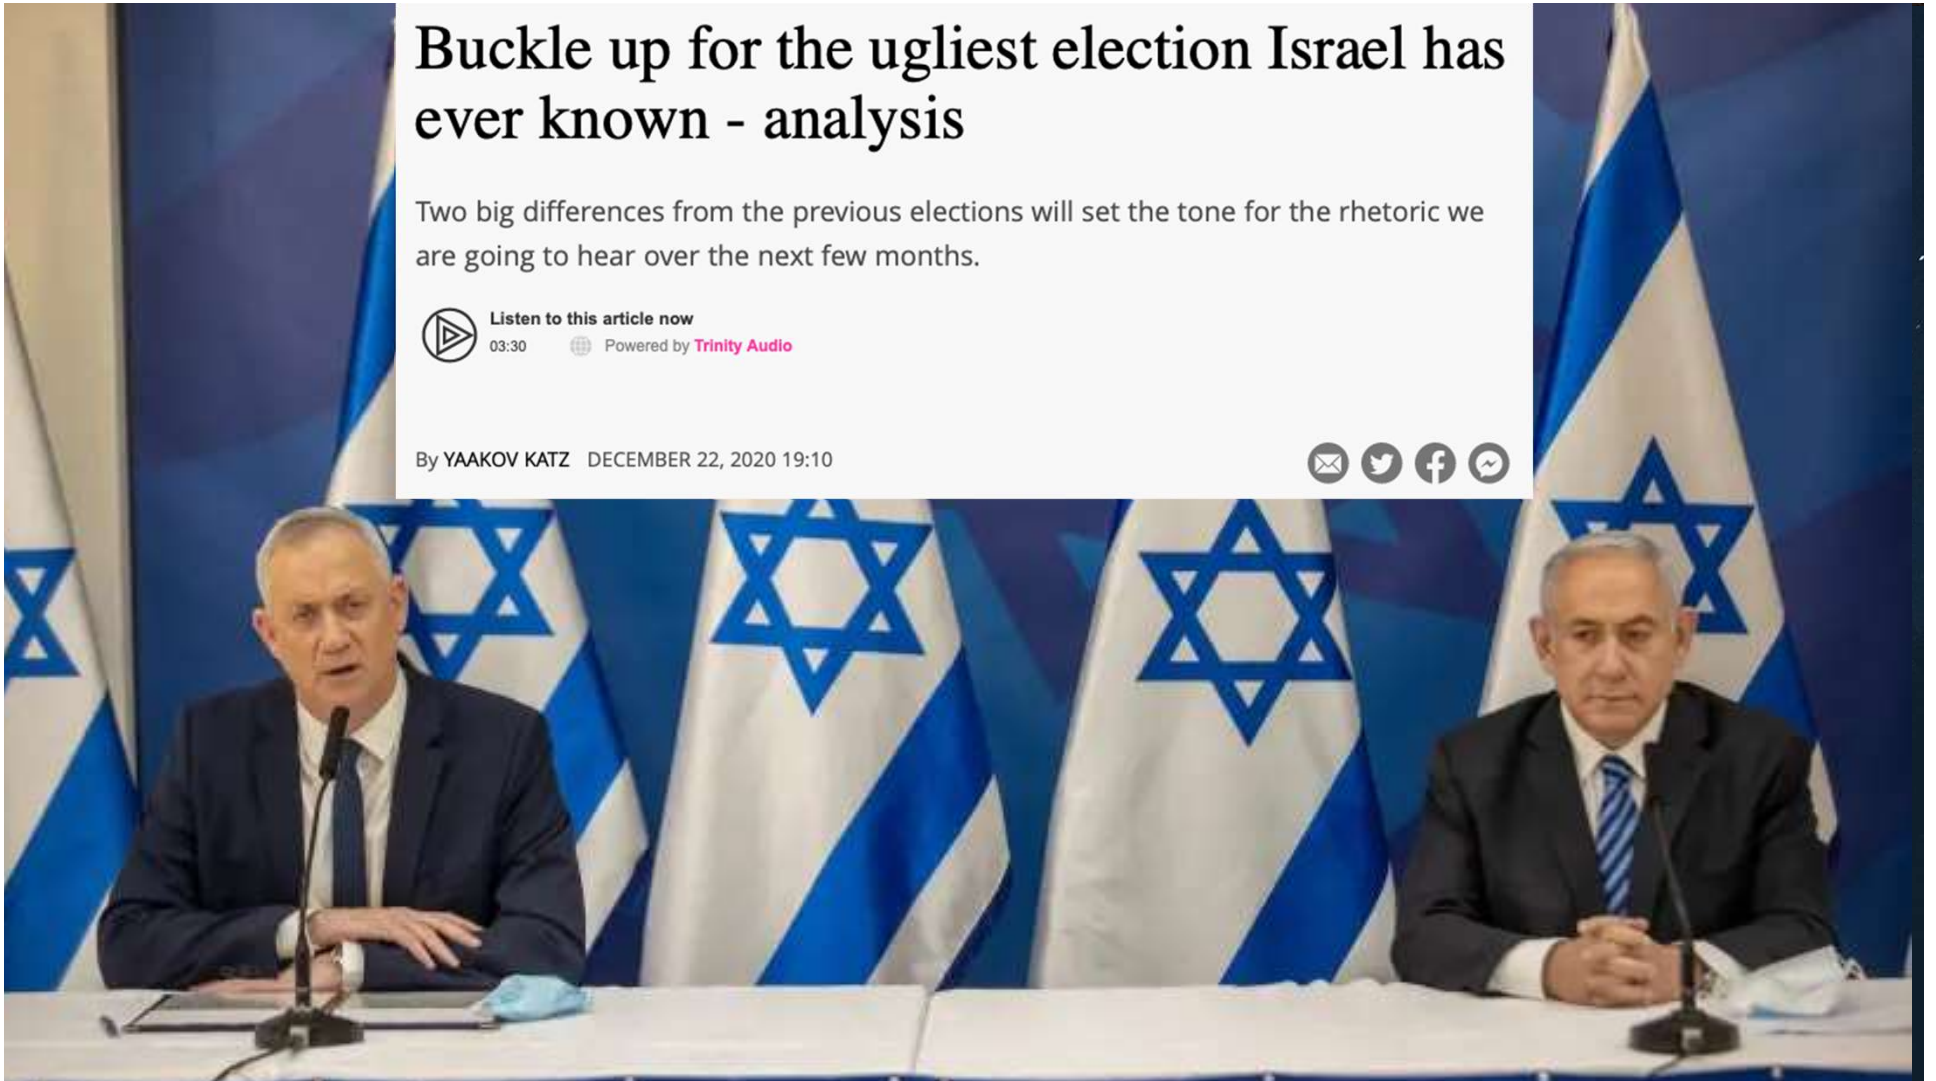 Buckle up for the ugliest election Israel has
ever known - analysis
Two big differences from the previous elections will set the tone for the rhetoric we
are going to hear over the next few months.
Listen to this article now
03:30 Powered by Trinity Audio
By YAAKOV KATZ DECEMBER 22, 2020 19:10